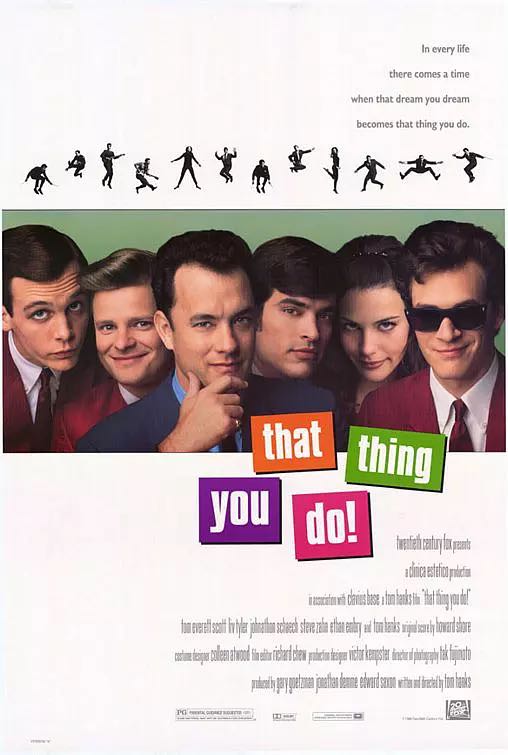 In every life
there comes a time
when that dream you dream
becomes that thing you do.
that thing
you do!
twentieth century fox presents
a clinica estetico production
in association with clavius base a tom hanks film "that thing you do!"
tom everett scott liv tyler johnathon schaech steve zahn ethan embry and tom hanks original score by howard shore
costume designer colleen atwood film editor richard chew production designer victor kempster director of photography tak fujimoto
produced by gary goetzman jonathan demme edward saxon written and directed by tom hanks
PG PARENTAL GUIDANCE SUGGESTED